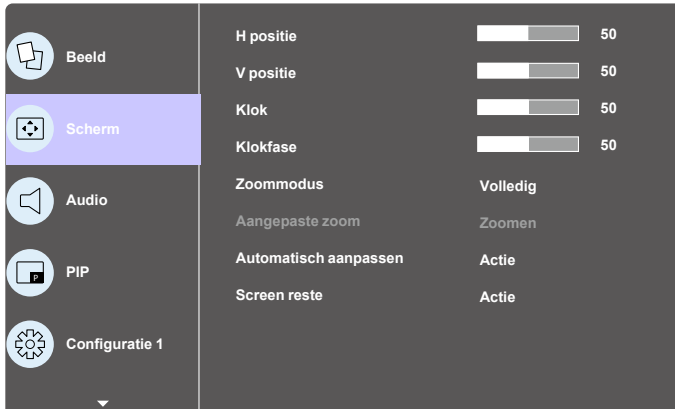 Beeld
Scherm
Audio
P
PIP
Configuratie 1
H positie 50
V positie 50
Klok 50
Klokfase 50
Zoommodus Volledig
Aangepaste zoom Zoomen
Automatisch aanpassen Actie
Screen reste Actie